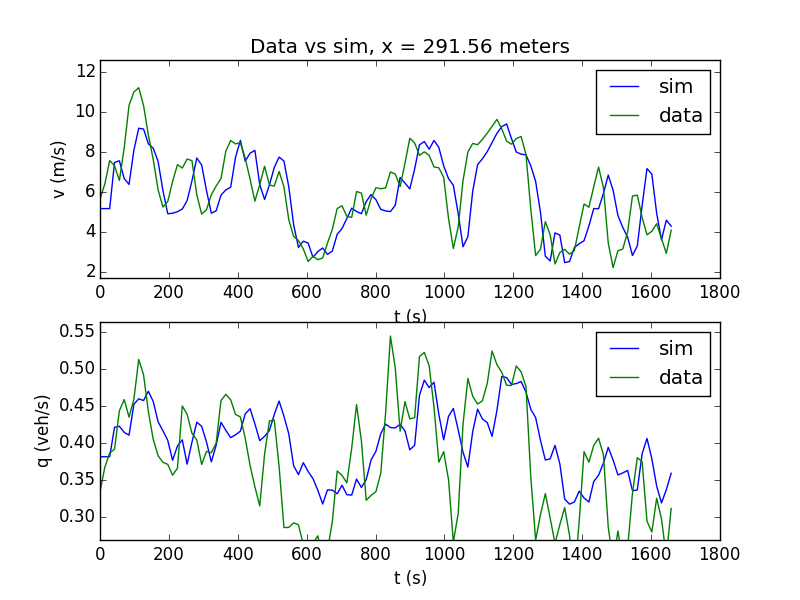 Data vs sim, x = 291.56 meters
v (m/s)
12
10
8
6
4
2
sim
data
0 200 400 600 800 1000 1200 1400 1600 1800
t (s)
q (veh/s)
0.55
0.50
0.45
0.40
0.35
0.30
sim
data
0 200 400 600 800 1000 1200 1400 1600 1800
t (s)